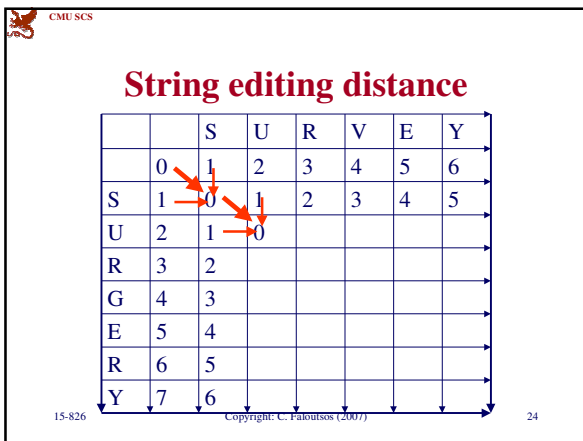 CMU SCS
String editing distance
S U R V E Y
0 1 2 3 4 5 6
S 1 0 1 2 3 4 5
U 2 1 0
R 3 2
G 4 3
E 5 4
R 6 5
Y 7 6
15-826 Copyright: C. Faloutsos (2007) 24